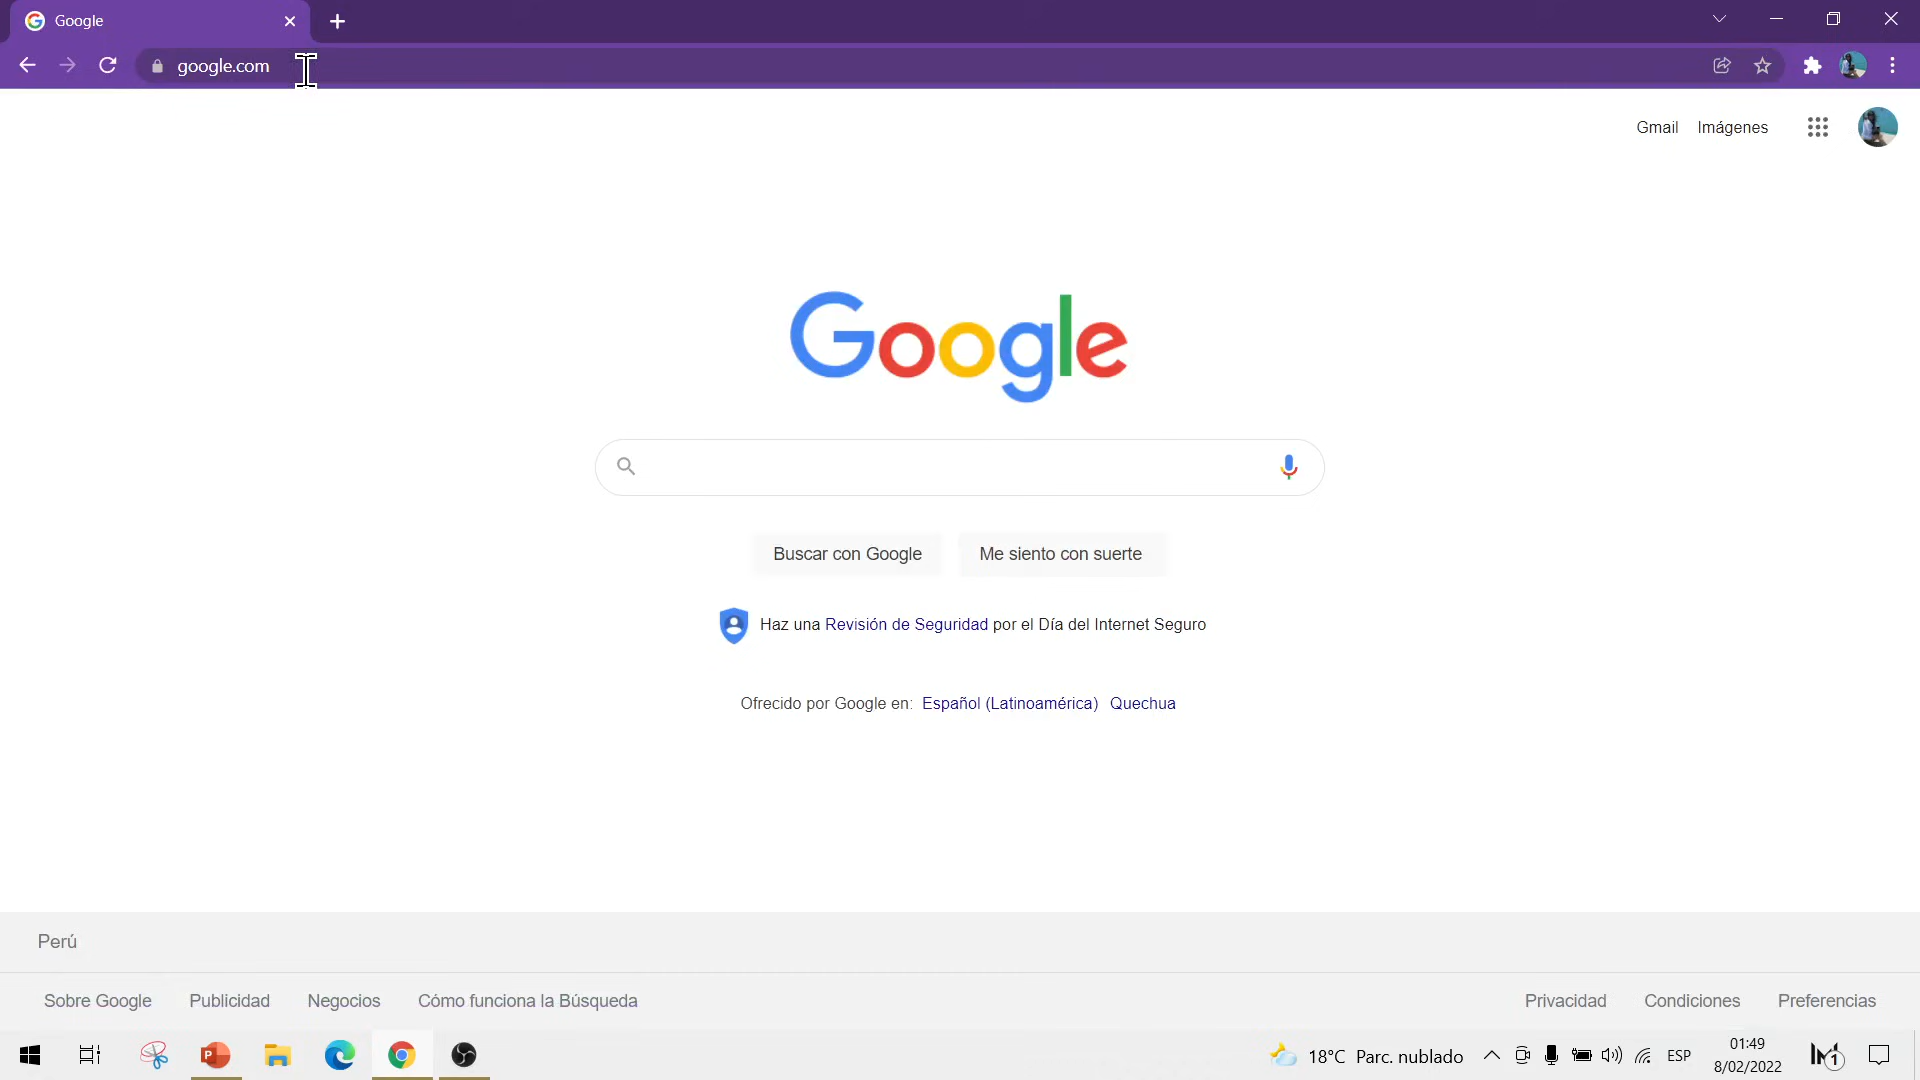 Google
google.com
Gmail Imágenes
Google
Buscar con Google Me siento con suerte
Haz una Revisión de Seguridad por el Día del Internet Seguro
Ofrecido por Google en: Español (Latinoamérica) Quechua
Perú
Sobre Google Publicidad Negocios Cómo funciona la Búsqueda Privacidad Condiciones Preferencias
18°C Parc. nublado ESP 01:49
8/02/2022 1